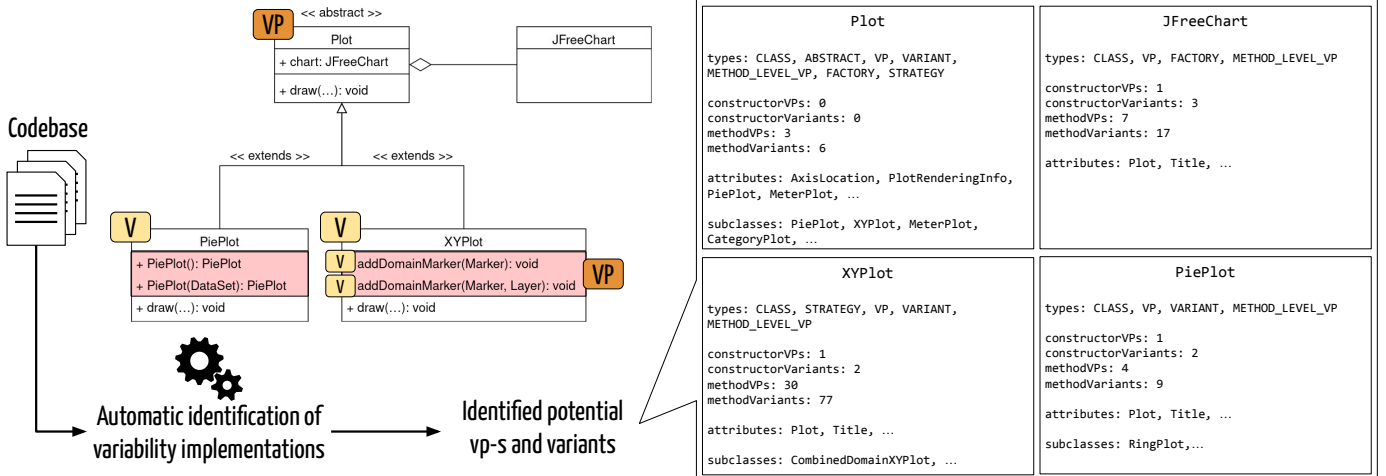 VP
<< abstract >>
Plot
+ chart: JFreeChart
+ draw(…): void
JFreeChart
Codebase
<< extends >>
<< extends >>
V
PiePlot
+ PiePlot(): PiePlot
+ PiePlot(DataSet): PiePlot
+ draw(…): void
V
XYPlot
V addDomainMarker(Marker): void
V addDomainMarker(Marker, Layer): void
VP
+ draw(…): void
Automatic identification of
variability implementations
Identified potential
vp-s and variants
Plot
types: CLASS, ABSTRACT, VP, VARIANT,
METHOD_LEVEL_VP, FACTORY, STRATEGY
constructorVPs: 0
constructorVariants: 0
methodVPs: 3
methodVariants: 6
attributes: AxisLocation, PlotRenderingInfo,
PiePlot, MeterPlot, …
subclasses: PiePlot, XYPlot, MeterPlot,
CategoryPlot, …
JFreeChart
types: CLASS, VP, FACTORY, METHOD_LEVEL_VP
constructorVPs: 1
constructorVariants: 3
methodVPs: 7
methodVariants: 17
attributes: Plot, Title, …
XYPlot
types: CLASS, STRATEGY, VP, VARIANT,
METHOD_LEVEL_VP
constructorVPs: 1
constructorVariants: 2
methodVPs: 30
methodVariants: 77
attributes: Plot, Title, …
subclasses: CombinedDomainXYPlot, …
PiePlot
types: CLASS, VP, VARIANT, METHOD_LEVEL_VP
constructorVPs: 1
constructorVariants: 2
methodVPs: 4
methodVariants: 9
attributes: Plot, Title, …
subclasses: RingPlot,…